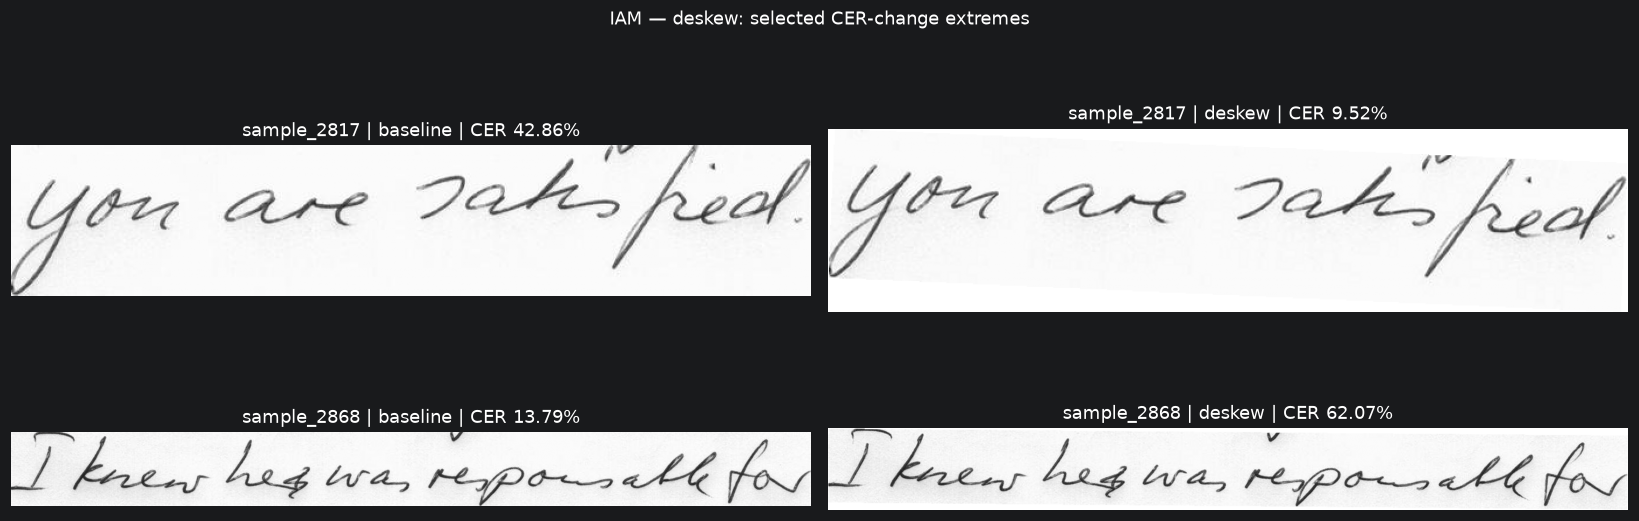 IAM — deskew: selected CER-change extremes
sample_2817 | baseline | CER 42.86%
sample_2817 | deskew | CER 9.52%
you are satisfied.
you are satisfied.
sample_2868 | baseline | CER 13.79%
sample_2868 | deskew | CER 62.07%
I knew he was responsable for
I knew he was responsable for